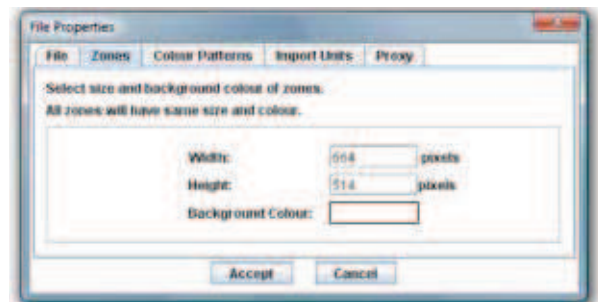 File Properties
File Zones Colour Patterns Import Units Proxy
Select size and background colour of zones.
All zones will have same size and colour.
Width: 664 pixels
Height: 514 pixels
Background Colour:
Accept Cancel